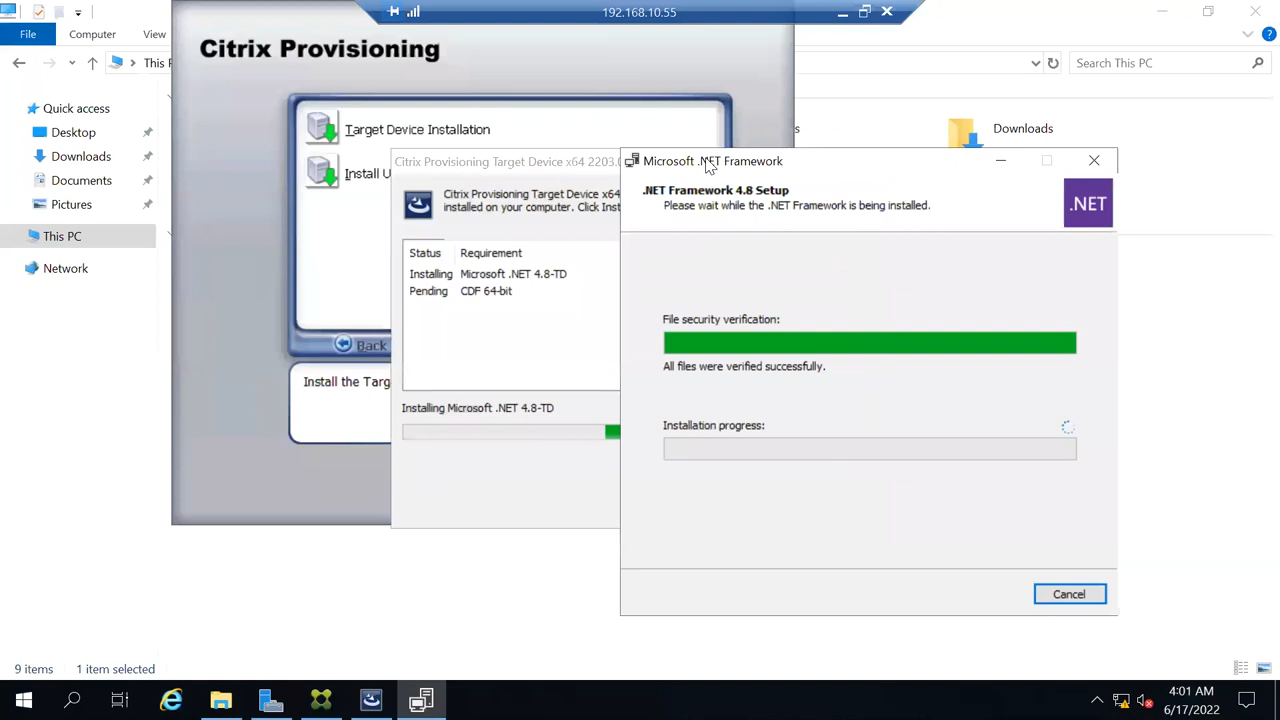 192.168.10.55
File
Computer
View
This P
Search This PC
Quick access
Desktop
Downloads
Documents
Pictures
This PC
Network
Citrix Provisioning
Target Device Installation
Install U
Back
Install the Targ
s
Downloads
Citrix Provisioning Target Device x64 2203.0
Citrix Provisioning Target Device x64
installed on your computer. Click Inst
Status Requirement
Installing Microsoft .NET 4.8-TD
Pending CDF 64-bit
Installing Microsoft .NET 4.8-TD
Microsoft .NET Framework
.NET Framework 4.8 Setup
Please wait while the .NET Framework is being installed.
.NET
File security verification:
All files were verified successfully.
Installation progress:
Cancel
9 items 1 item selected
4:01 AM
6/17/2022